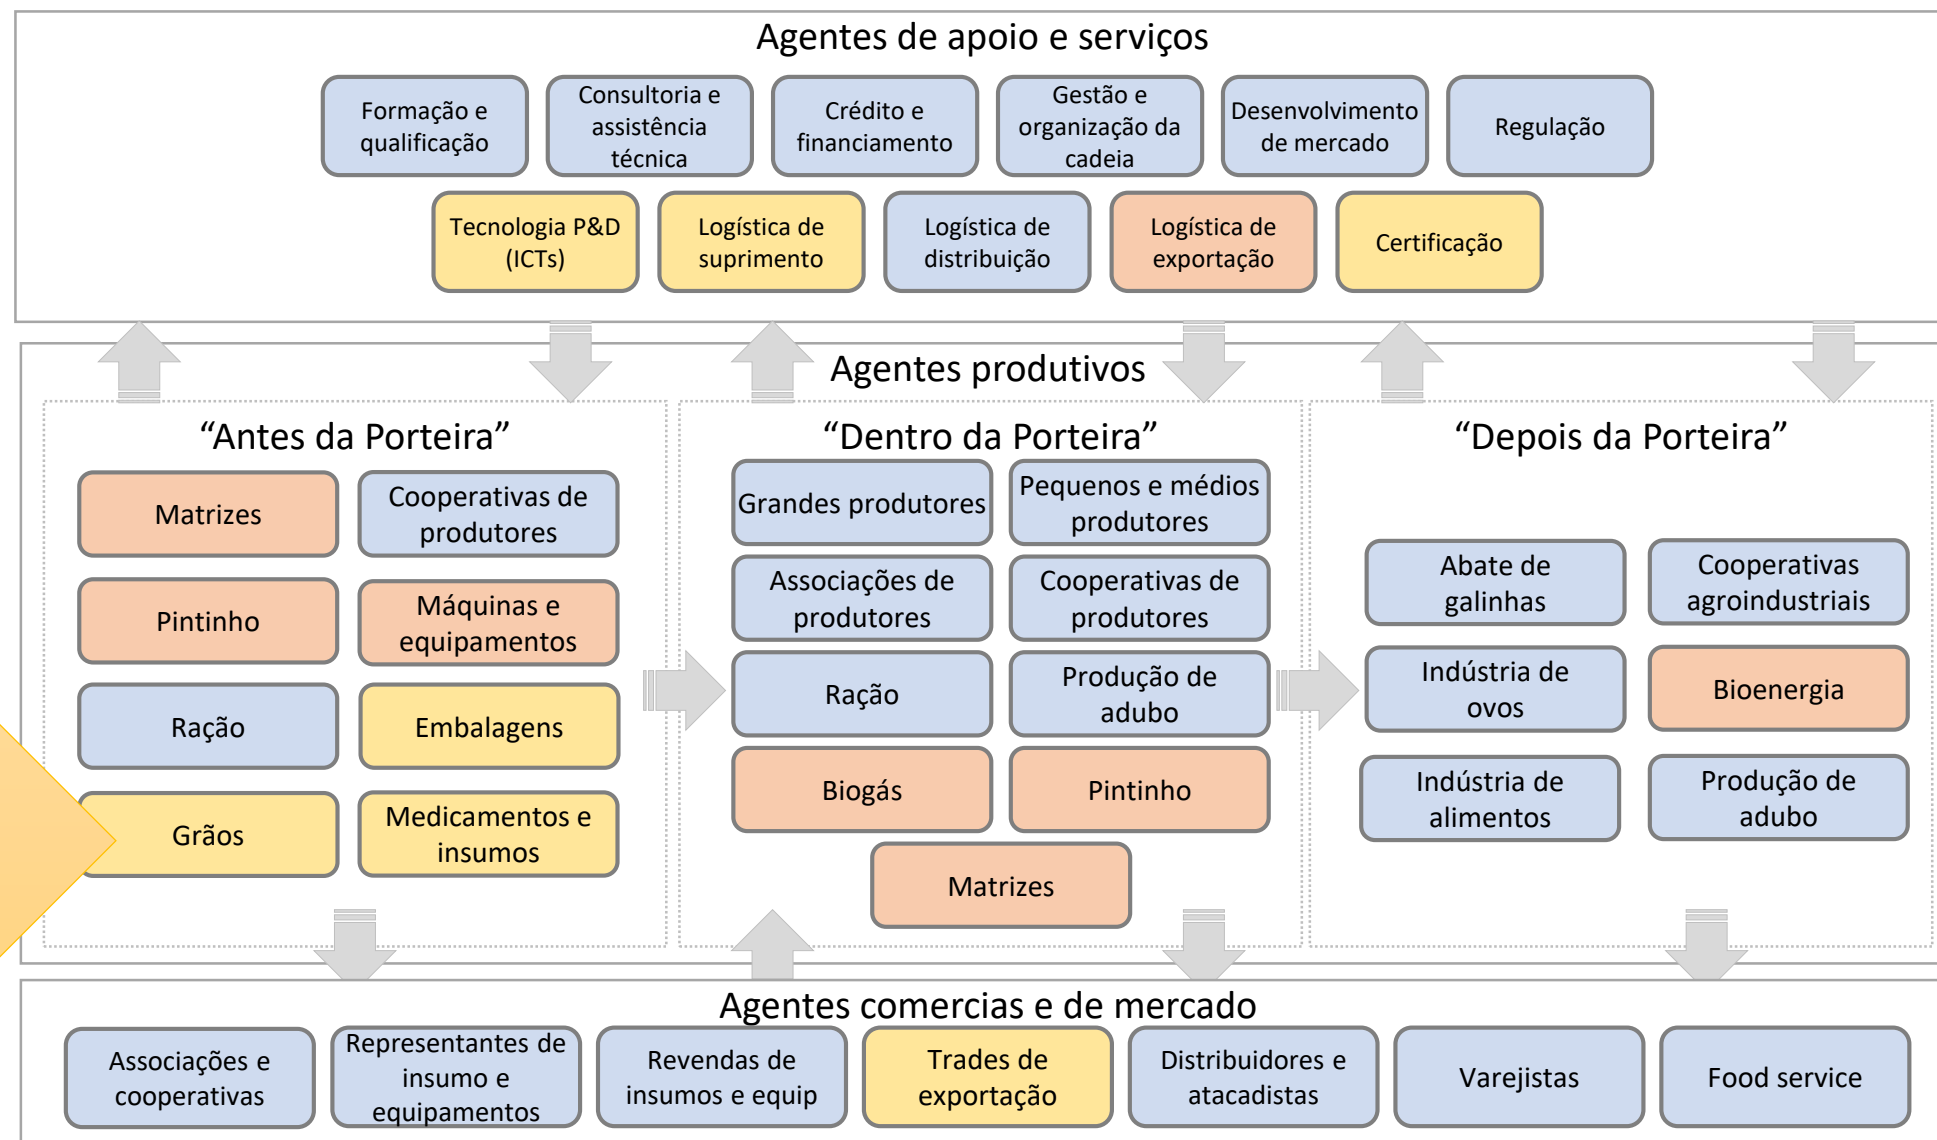 Agentes de apoio e serviços
Formação e
qualificação
Consultoria e
assistência
técnica
Crédito e
financiamento
Gestão e
organização da
cadeia
Desenvolvimento
de mercado
Regulação
Tecnologia P&D
(ICTs)
Logística de
suprimento
Logística de
distribuição
Logística de
exportação
Certificação
Agentes produtivos
“Antes da Porteira”
Matrizes
Cooperativas de
produtores
Pintinho
Máquinas e
equipamentos
Ração
Embalagens
Grãos
Medicamentos e
insumos
“Dentro da Porteira”
Grandes produtores
Pequenos e médios
produtores
Associações de
produtores
Cooperativas de
produtores
Ração
Produção de
adubo
Biogás
Pintinho
Matrizes
“Depois da Porteira”
Abate de
galinhas
Cooperativas
agroindustriais
Indústria de
ovos
Bioenergia
Indústria de
alimentos
Produção de
adubo
Agentes comercias e de mercado
Associações e
cooperativas
Representantes de
insumo e
equipamentos
Revendas de
insumos e equip
Trades de
exportação
Distribuidores e
atacadistas
Varejistas
Food service